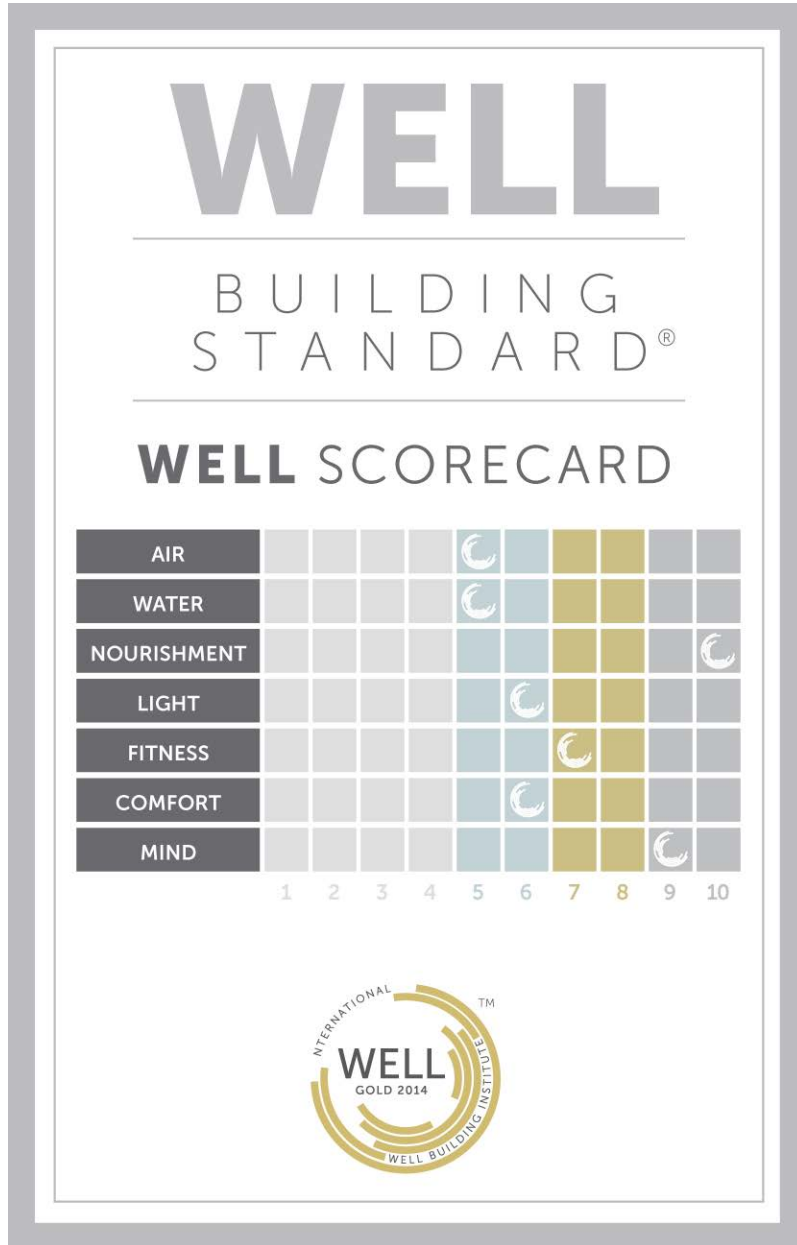 WELL
BUILDING
STANDARD®
WELL SCORECARD
AIR
WATER
NOURISHMENT
LIGHT
FITNESS
COMFORT
MIND
1 2 3 4 5 6 7 8 9 10
NTERNATIONAL
TM
WELL
GOLD 2014
WELL BUILDING INSTITUTE